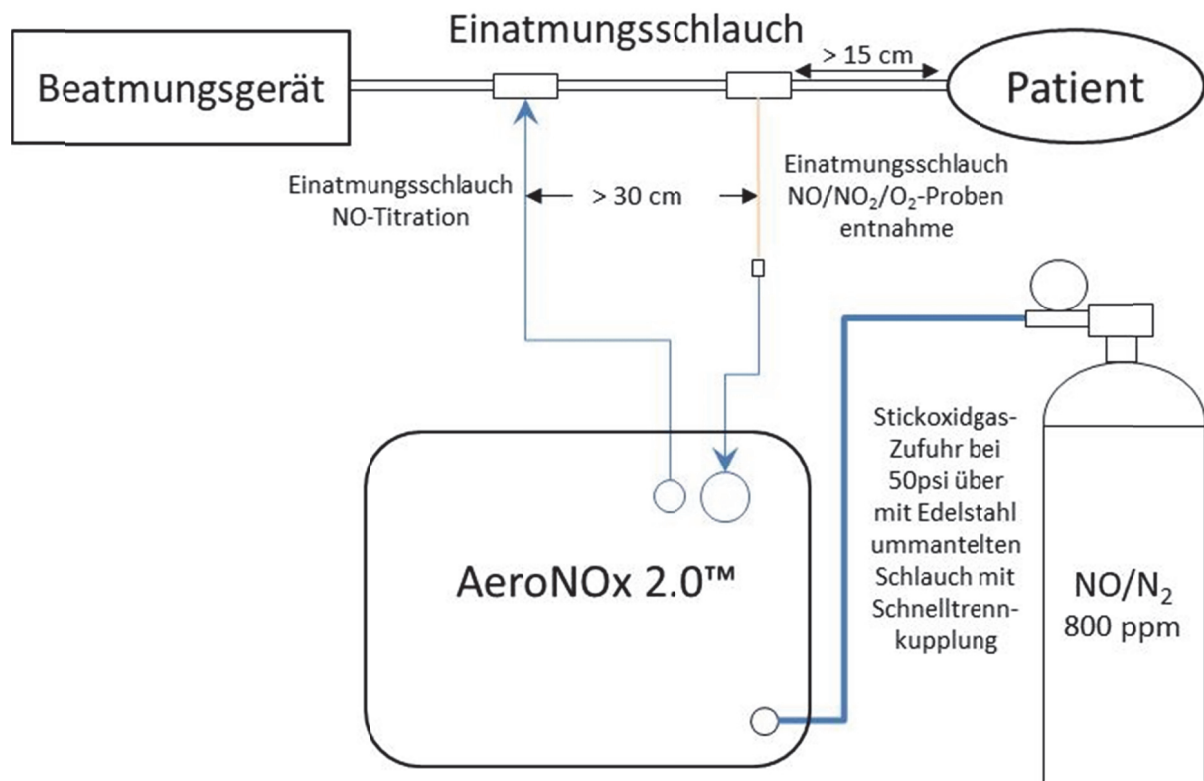 Einatmungsschlauch
Beatmungsgerät
> 15 cm
Patient
Einatmungsschlauch
NO-Titration
> 30 cm
Einatmungsschlauch
NO/NO₂/O₂-Proben
entnahme
Stickoxidgas-
Zufuhr bei
50psi über
mit Edelstahl
ummantelten
Schlauch mit
Schnelltrenn-
kupplung
AeroNOx 2.0™
NO/N₂
800 ppm